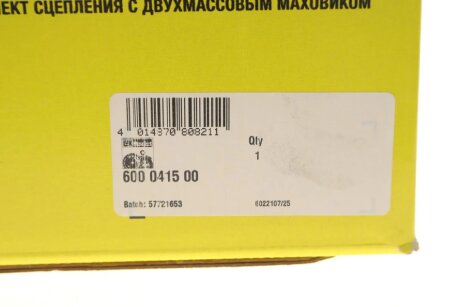 ЕКТ СЦЕПЛЕНИЯ С ДВУХМАССОВЫМ МАХОВИКОМ
4 014870 808211
Qty
1
600 0415 00
Batch: 57721653
6022107/25